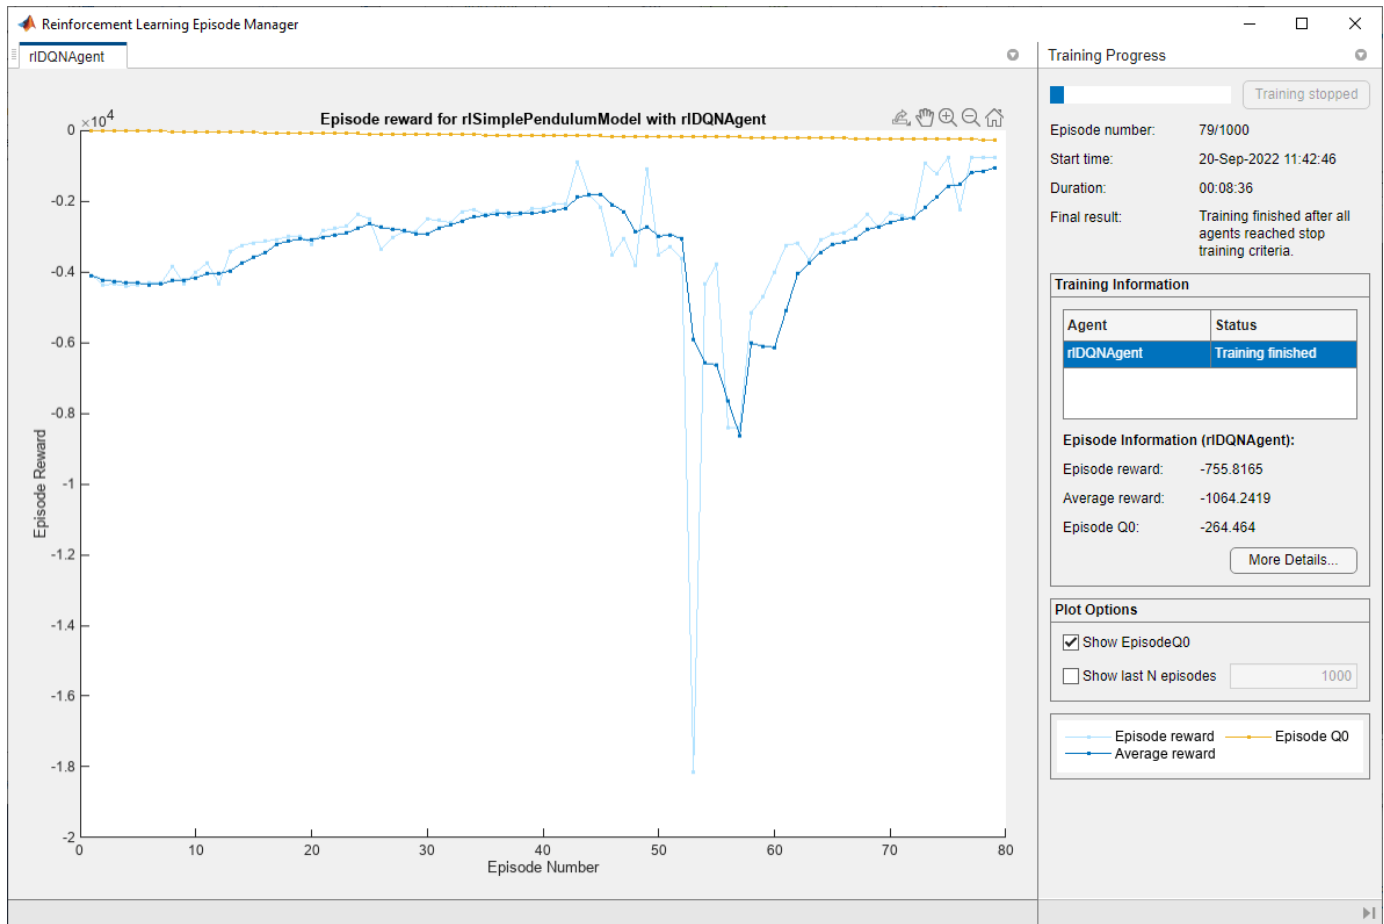 Reinforcement Learning Episode Manager
rlDQNAgent
Training Progress
Training stopped
Episode number: 79/1000
Start time: 20-Sep-2022 11:42:46
Duration: 00:08:36
Final result: Training finished after all
agents reached stop
training criteria.
Training Information
Agent Status
rlDQNAgent Training finished
Episode Information (rlDQNAgent):
Episode reward: -755.8165
Average reward: -1064.2419
Episode Q0: -264.464
More Details...
Plot Options
Show EpisodeQ0
Show last N episodes 1000
Episode reward Episode Q0
Average reward
×10^4
Episode reward for rlSimplePendulumModel with rlDQNAgent
0
-0.2
-0.4
-0.6
-0.8
-1
-1.2
-1.4
-1.6
-1.8
-2
Episode Reward
0 10 20 30 40 50 60 70 80
Episode Number